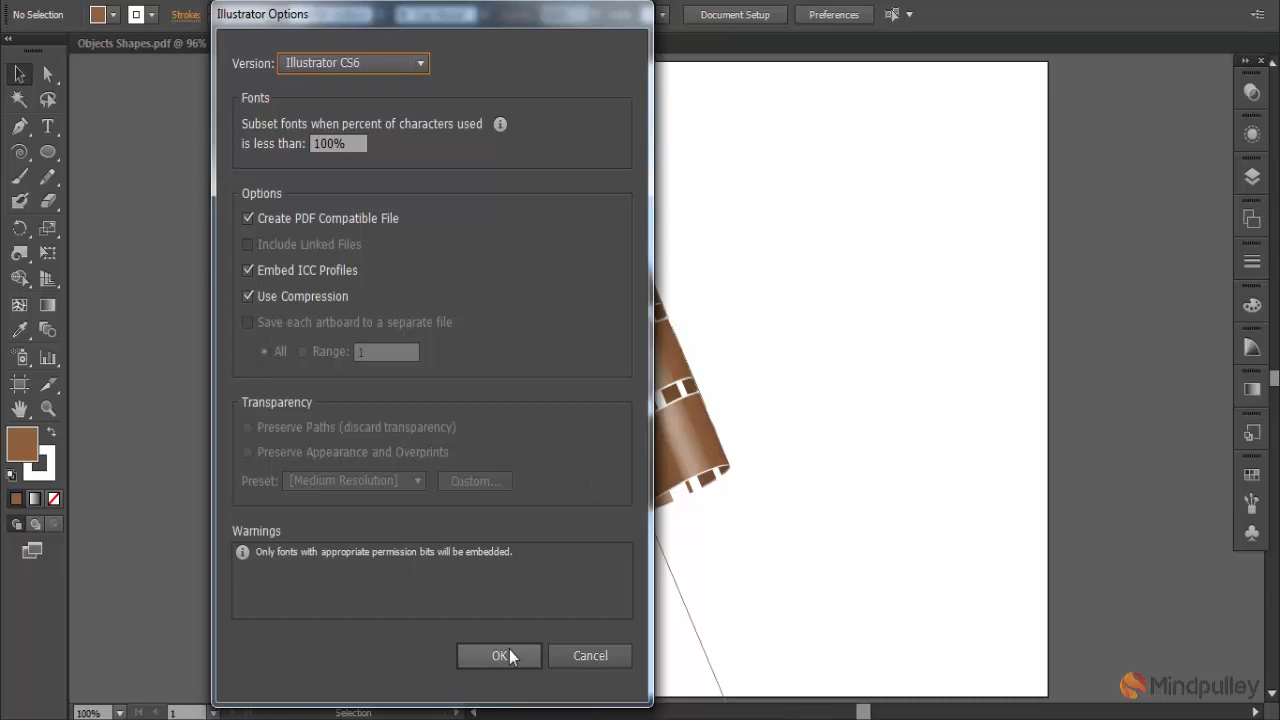 Illustrator Options
No Selection
Stroke:
Document Setup
Preferences
Objects Shapes.pdf @ 96%
Version: Illustrator CS6
Fonts
Subset fonts when percent of characters used
is less than: 100%
Options
Create PDF Compatible File
Include Linked Files
Embed ICC Profiles
Use Compression
Save each artboard to a separate file
All Range: 1
Transparency
Preserve Paths (discard transparency)
Preserve Appearance and Overprints
Preset: [Medium Resolution] Custom...
Warnings
Only fonts with appropriate permission bits will be embedded.
OK Cancel
Mindpulley
100% 1 Selection